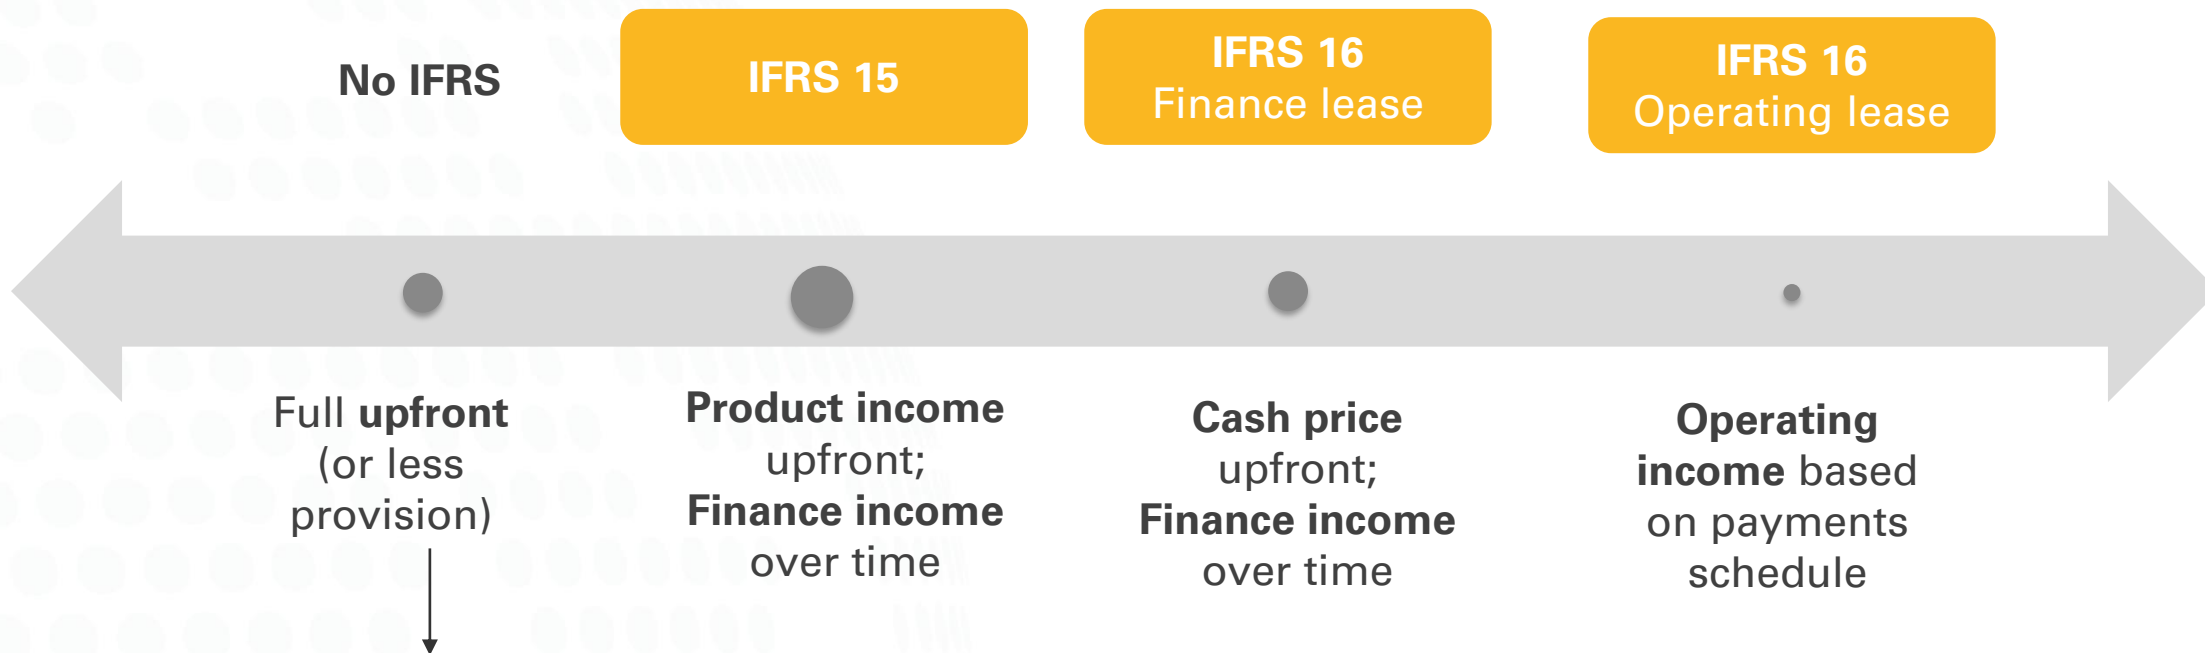 No IFRS
IFRS 15
IFRS 16
Finance lease
IFRS 16
Operating lease
Full upfront
(or less
provision)
Product income
upfront;
Finance income
over time
Cash price
upfront;
Finance income
over time
Operating
income based
on payments
schedule